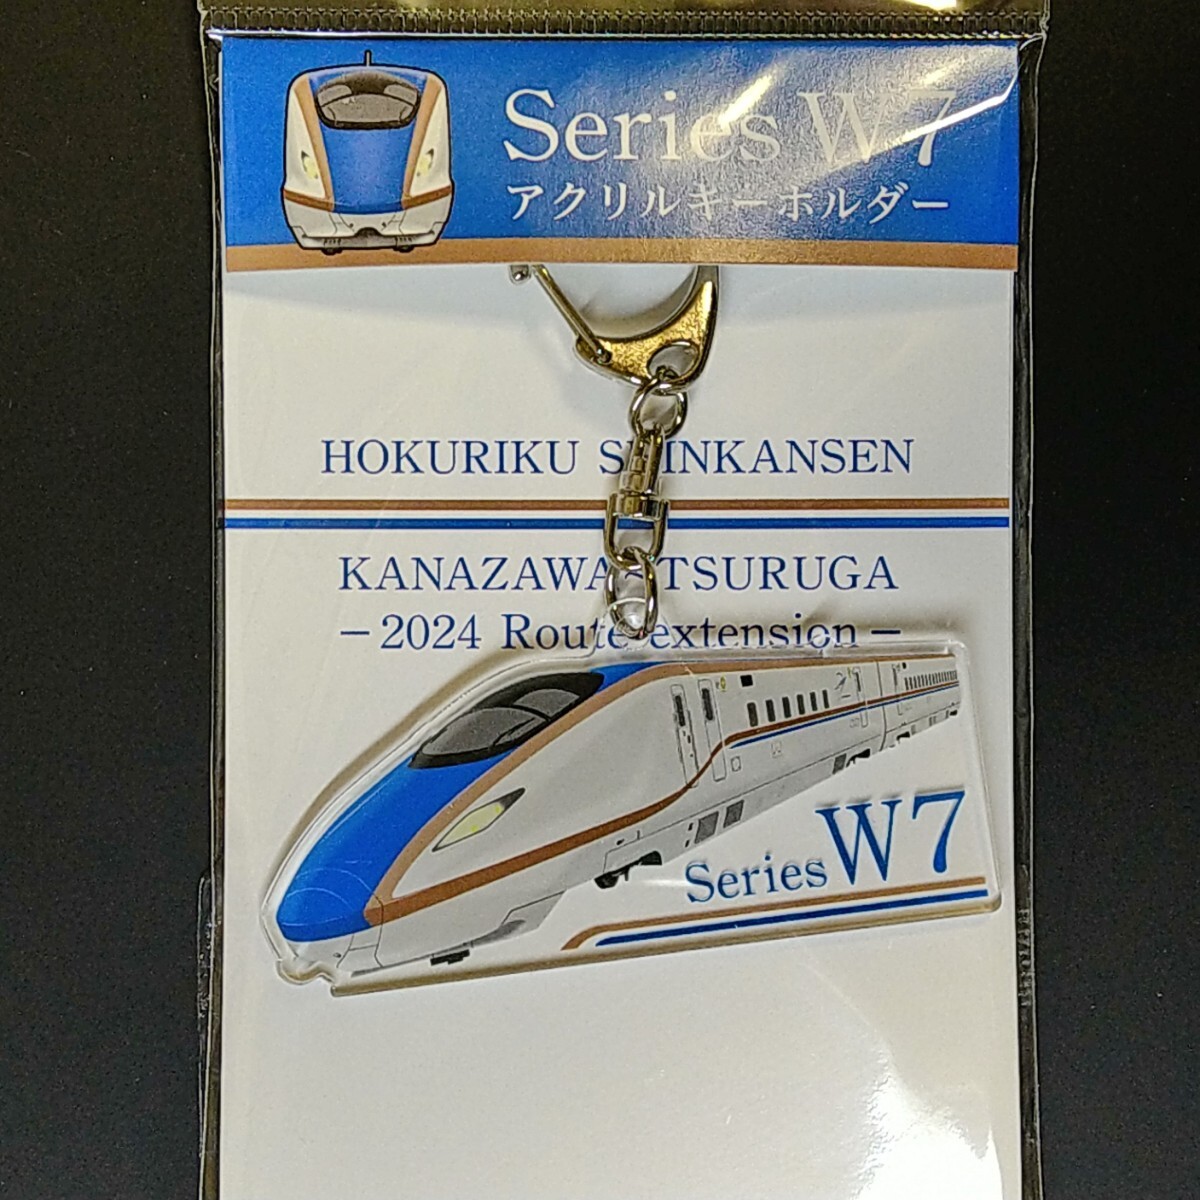 Series W7
アクリルキーホルダー
HOKURIKU SHINKANSEN
KANAZAWA-TSURUGA
-2024 Route extension-
Series W7